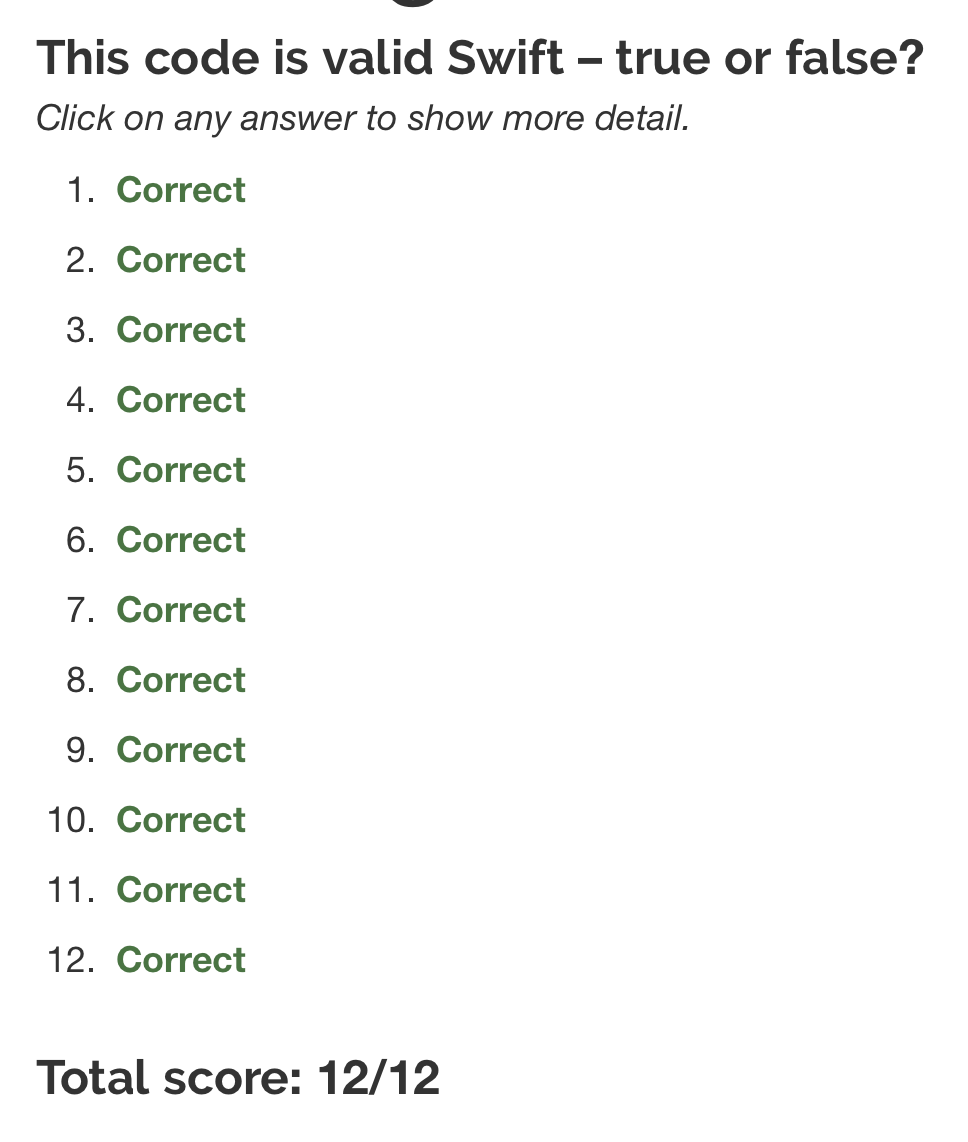 This code is valid Swift – true or false?
Click on any answer to show more detail.
1. Correct
2. Correct
3. Correct
4. Correct
5. Correct
6. Correct
7. Correct
8. Correct
9. Correct
10. Correct
11. Correct
12. Correct
Total score: 12/12